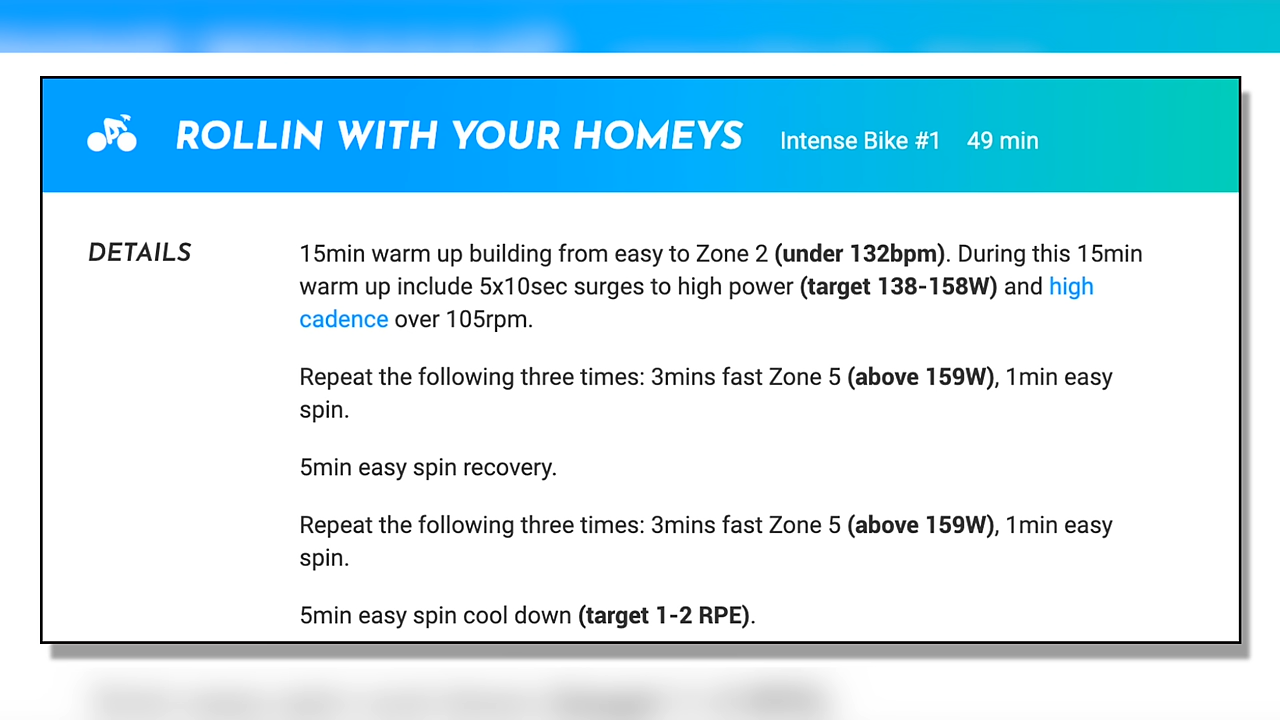 ROLLIN WITH YOUR HOMEYS Intense Bike #1 49 min
DETAILS
15min warm up building from easy to Zone 2 (under 132bpm). During this 15min
warm up include 5x10sec surges to high power (target 138-158W) and high
cadence over 105rpm.
Repeat the following three times: 3mins fast Zone 5 (above 159W), 1min easy
spin.
5min easy spin recovery.
Repeat the following three times: 3mins fast Zone 5 (above 159W), 1min easy
spin.
5min easy spin cool down (target 1-2 RPE).